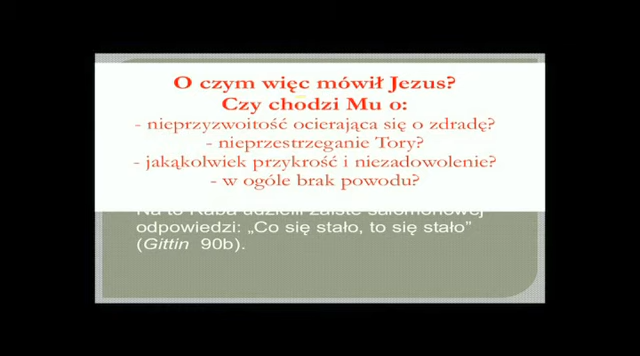 O czym więc mówił Jezus?
Czy chodzi Mu o:
- nieprzyzwoitość ocierająca się o zdradę?
- nieprzestrzeganie Tory?
- jakąkolwiek przykrość i niezadowolenie?
- w ogóle brak powodu?
Na to Raba udzielił zaiste salomonowej
odpowiedzi: „Co się stało, to się stało”
(Gittin 90b).